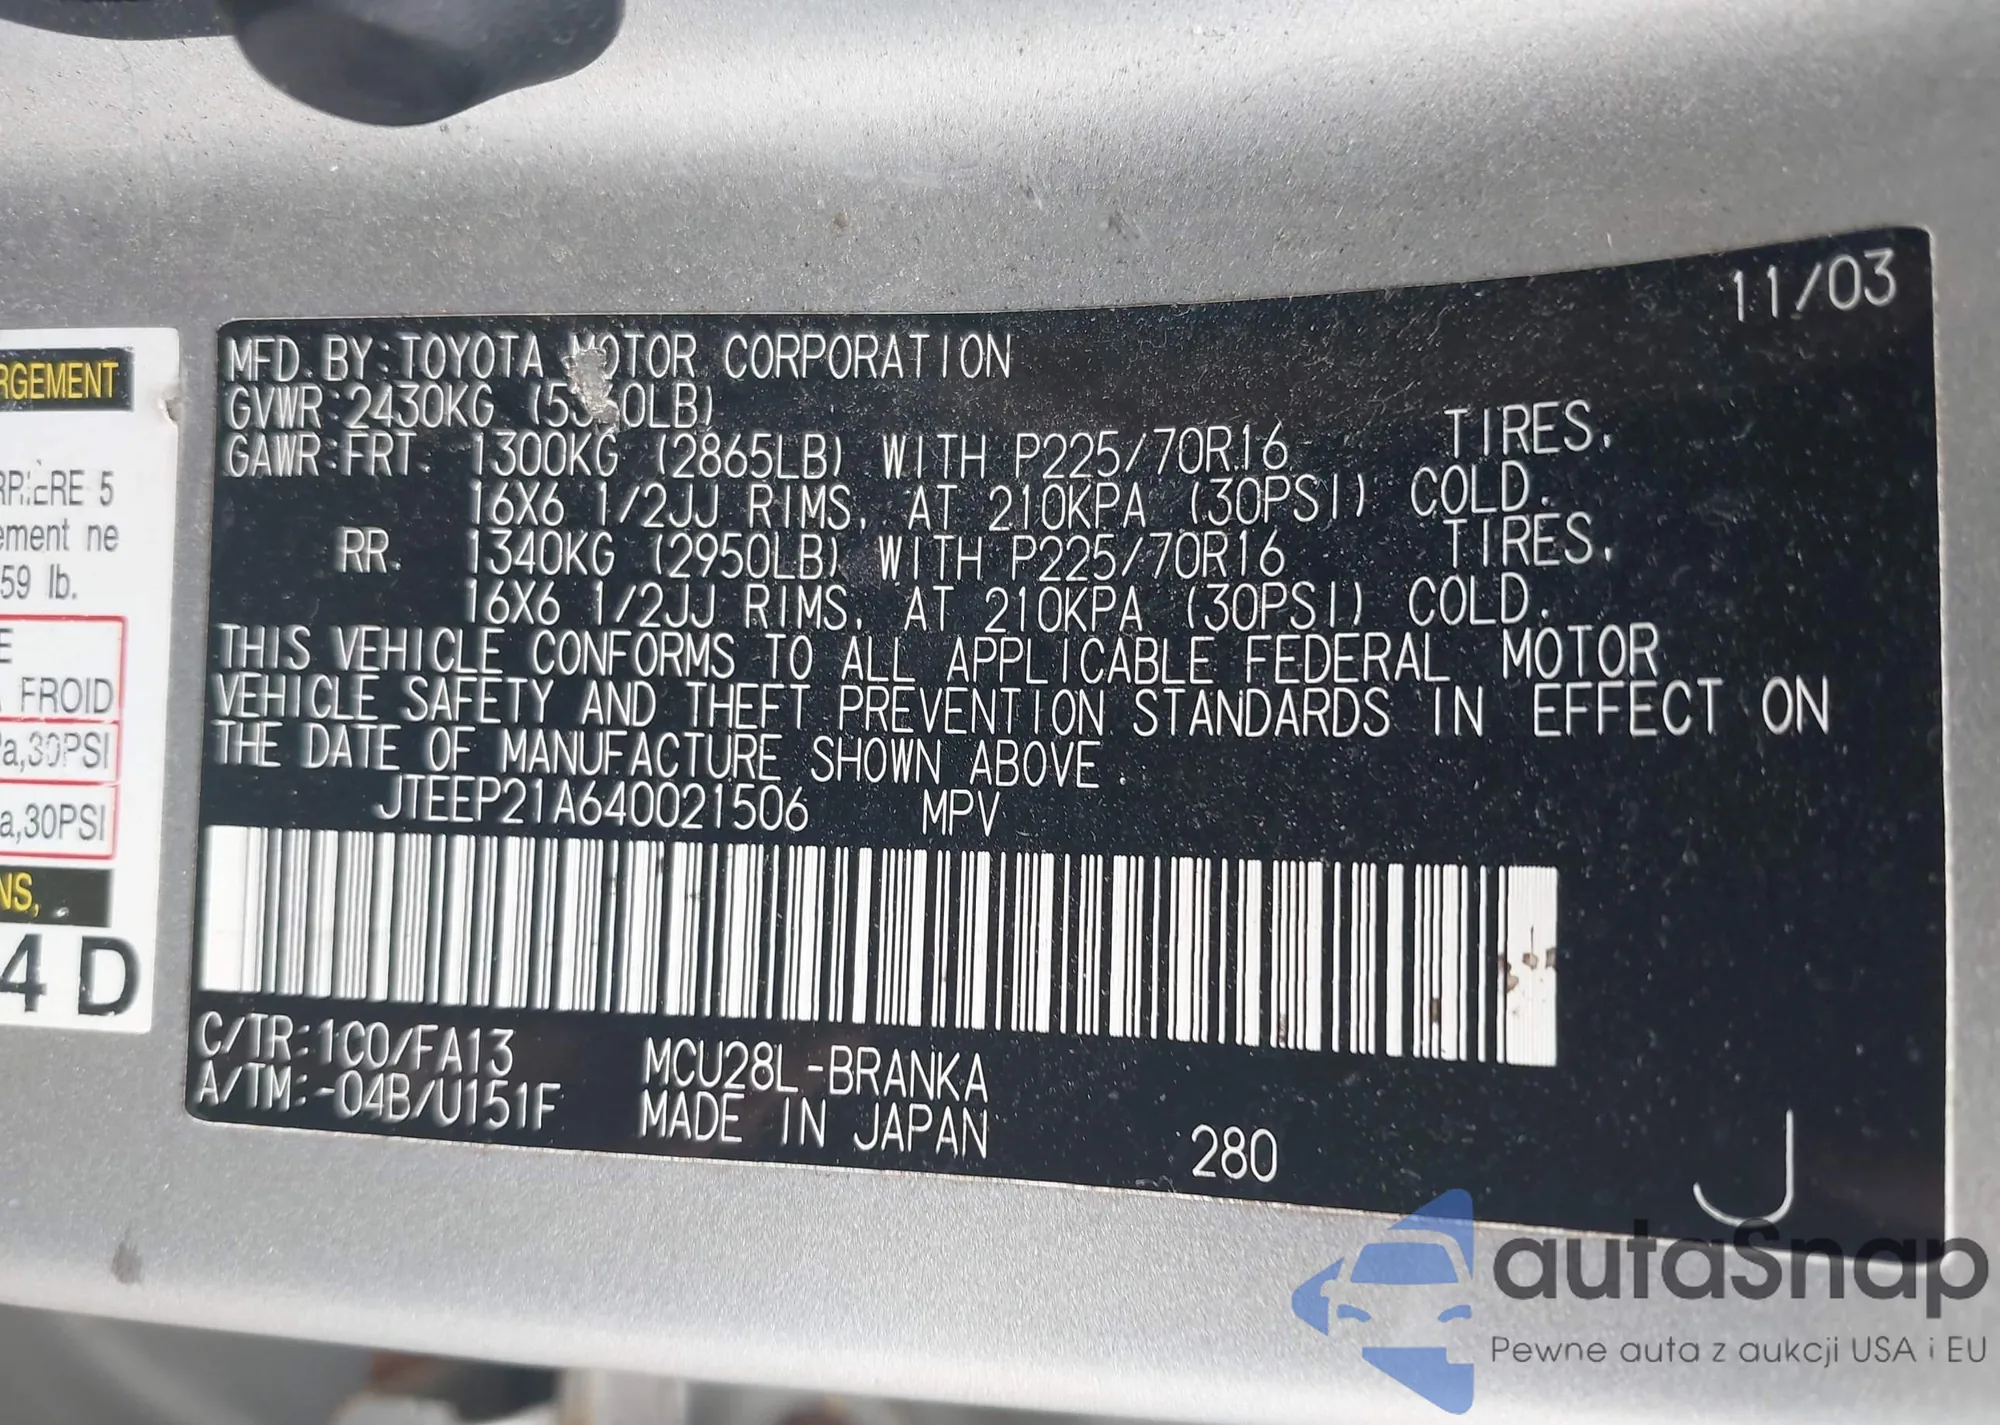 11/03
MFD. BY: TOYOTA MOTOR CORPORATION
GVWR: 2430KG
GAWR: FRT. 1300KG (2865LB) WITH P225/70R16 TIRES,
16X6 1/2JJ RIMS, AT 210KPA (30PSI) COLD.
RR. 1340KG (2950LB) WITH P225/70R16 TIRES,
16X6 1/2JJ RIMS, AT 210KPA (30PSI) COLD.
THIS VEHICLE CONFORMS TO ALL APPLICABLE FEDERAL MOTOR
VEHICLE SAFETY AND THEFT PREVENTION STANDARDS IN EFFECT ON
THE DATE OF MANUFACTURE SHOWN ABOVE.
JTEEP21A640021506 MPV
C/TR: 1C0/FA13 MCU28L-BRANKA
A/TM: -04B/U151F MADE IN JAPAN 280
J
RGEMENT
5
ement ne
59 lb.
E
FROID
a,30PSI
a,30PSI
NS,
4 D
autaSnap
Pewne auta z aukcji USA i EU